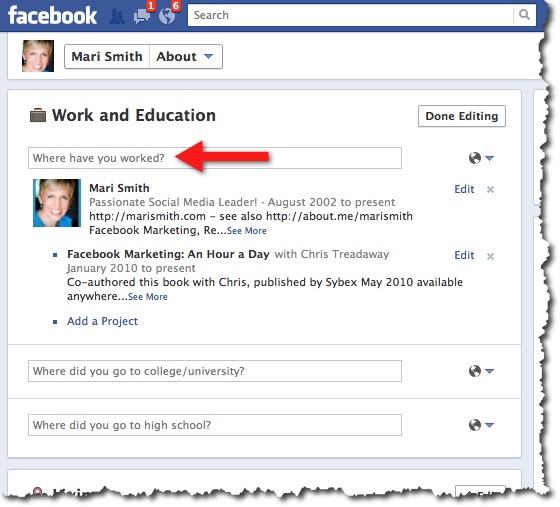 facebook 1 6 Search
Mari Smith About
Work and Education Done Editing
Where have you worked?
Mari Smith Edit
Passionate Social Media Leader! · August 2002 to present
http://marismith.com – see also http://about.me/marismith
Facebook Marketing, Re...See More
Facebook Marketing: An Hour a Day with Chris Treadaway Edit
January 2010 to present
Co-authored this book with Chris, published by Sybex May 2010 available
anywhere...See More
Add a Project
Where did you go to college/university?
Where did you go to high school?